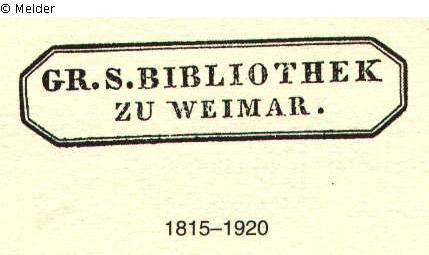 © Melder
GR. S. BIBLIOTHEK
ZU WEIMAR.
1815–1920